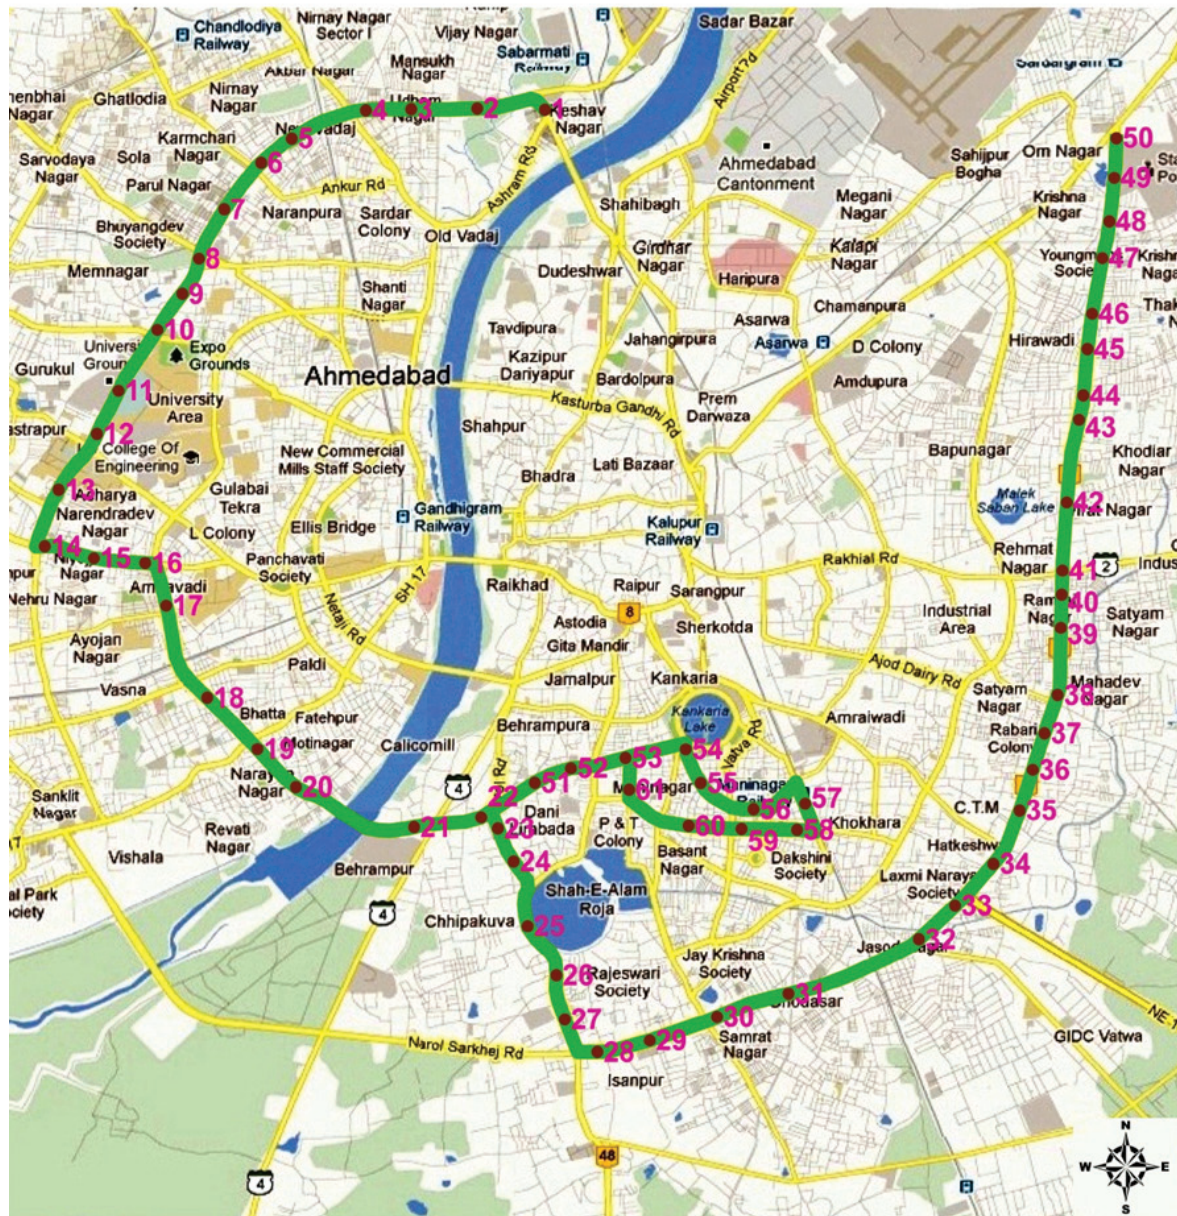 Chandlodiya
Railway
Nirnay Nagar
Sector I
Vijay Nagar
Sabarmati
Railway
Sadar Bazar
Airport Rd
Akbar Nagar
Mansukh
Nagar
Nagar
Ghatlodia
Nirnay
Nagar
1
2
3
4
Keshav
Nagar
Karmchari
Nagar
5
Sarvodaya
Nagar
Sola
6
Ashram Rd
50
Om Nagar
Sahijpur
Bogha
Ahmedabad
Cantonment
Parul Nagar
Ankur Rd
49
Krishna
Nagar
Megani
Nagar
Shahibagh
Naranpura
Sardar
Colony
7
48
Bhuyangdev
Society
Old Vadaj
Girdhar
Nagar
Kalapi
Nagar
8
47
Memnagar
Dudeshwar
Haripura
9
Shanti
Nagar
Chamanpura
46
Tavdipura
Asarwa
10
Jahangirpura
Asarwa
D Colony
Hirawadi
45
Expo
Grounds
Gurukul
Kazipur
Dariyapur
Ahmedabad
Bardolpura
Amdupura
11
University
Area
Kasturba Gandhi Rd
Prem
Darwaza
44
43
12
Shahpur
College Of
Engineering
New Commercial
Mills Staff Society
Bapunagar
Khodiar
Nagar
Lati Bazaar
Bhadra
13
Gulabai
Tekra
Acharya
Narendradev
Nagar
Malek
Saban Lake
42
Gandhigram
Railway
L Colony
Ellis Bridge
Kalupur
Railway
14
15
16
Panchavati
Society
Rakhial Rd
Rehmat
Nagar
2
41
Nehru Nagar
17
Raikhad
Raipur
Sarangpur
40
SH 17
Netaji Rd
8
Astodia
Sherkotda
Industrial
Area
Satyam
Nagar
39
Ayojan
Nagar
Gita Mandir
Paldi
Jamalpur
Kankaria
Ajod Dairy Rd
Vasna
Satyam
Nagar
38
Mahadev
Nagar
18
Bhatta
Fatehpur
Behrampura
Kankaria
Lake
Amraiwadi
Rabari
Colony
37
19
Motinagar
Calicomill
Vatva Rd
54
53
52
Narayan
Nagar
20
4
51
55
36
61
Sanklit
Nagar
22
Dani
56
57
C.T.M
35
21
23
P & T
Colony
60
59
58
Khokhara
Revati
Nagar
Vishala
Behrampur
24
Basant
Nagar
Dakshini
Society
34
Laxmi Naraya
Society
Shah-E-Alam
Roja
4
33
Chhipakuva
25
32
Jay Krishna
Society
26
Rajeswari
Society
31
27
30
Samrat
Nagar
NE-1
GIDC Vatwa
Narol Sarkhej Rd
28
29
Isanpur
48
4
N
W
E
S